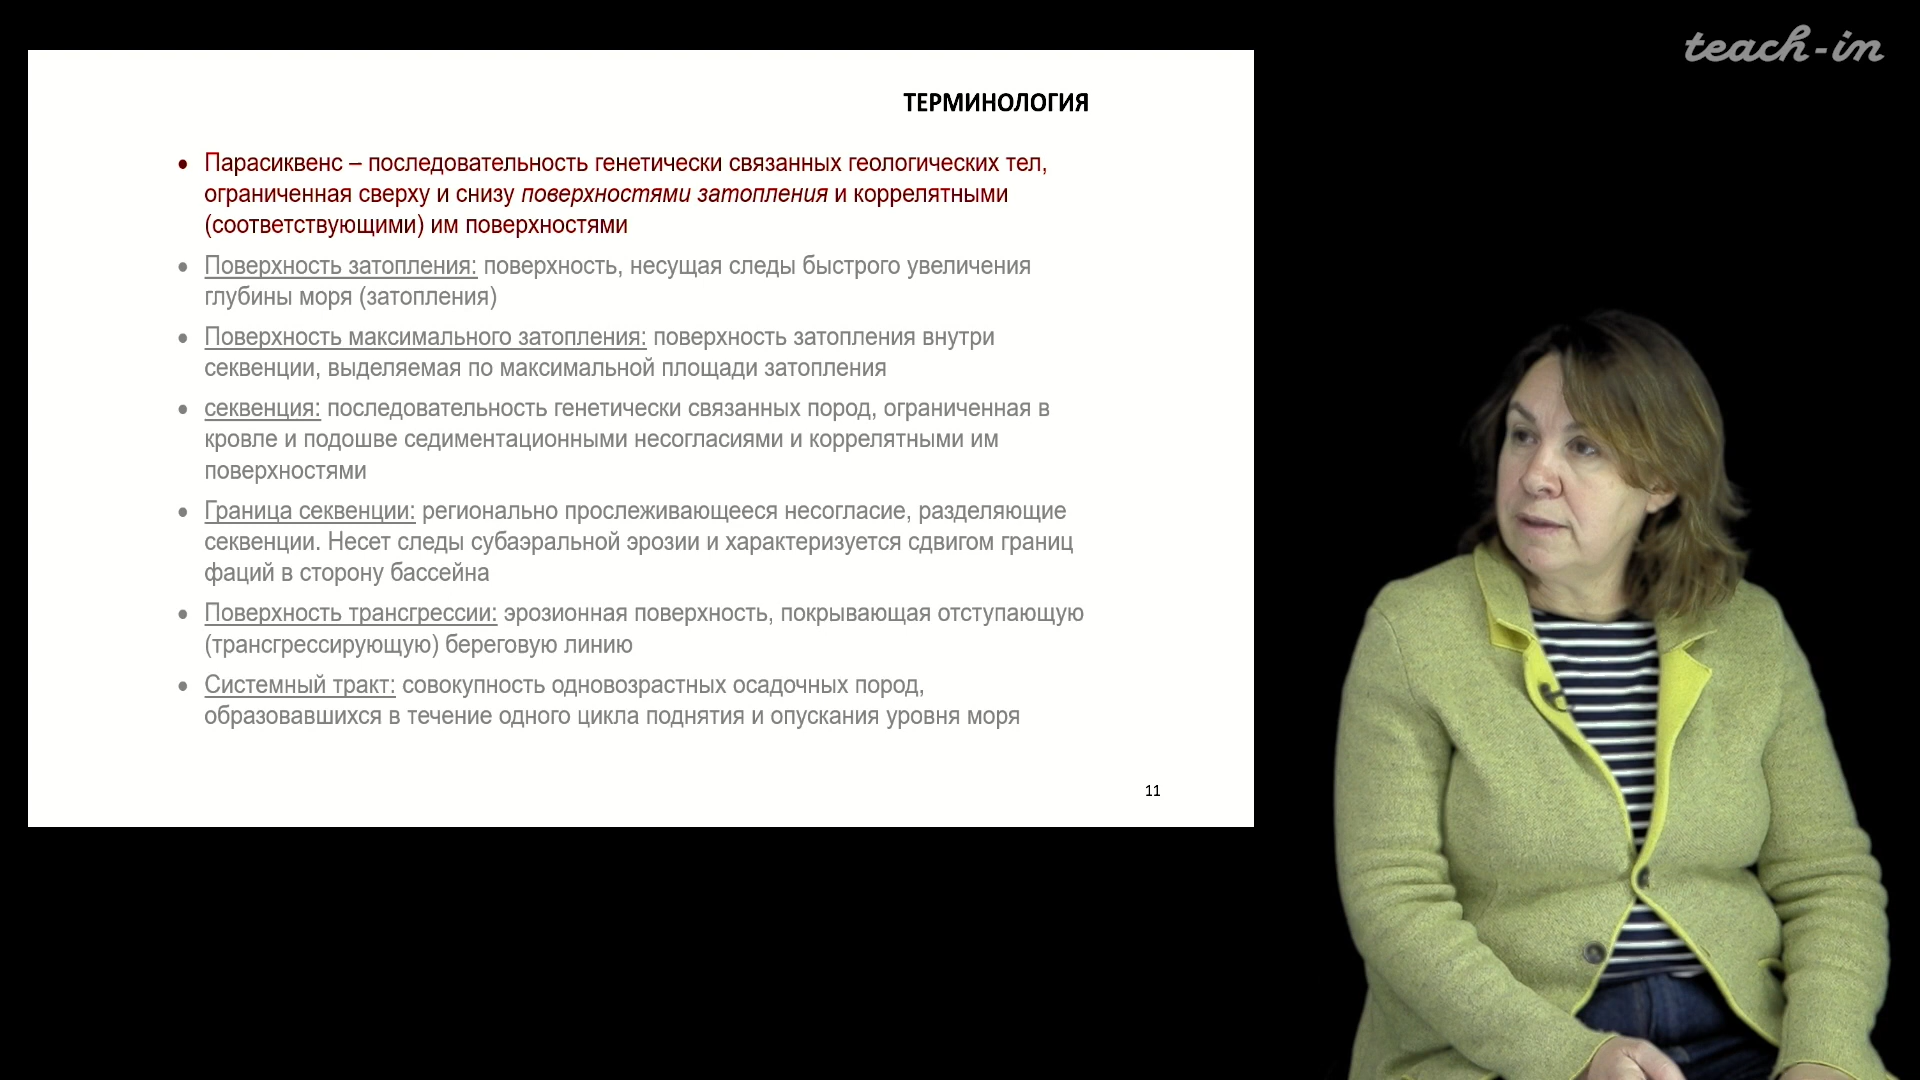 teach-in
ТЕРМИНОЛОГИЯ
• Парасиквенс – последовательность генетически связанных геологических тел,
ограниченная сверху и снизу поверхностями затопления и коррелятными
(соответствующими) им поверхностями
• Поверхность затопления: поверхность, несущая следы быстрого увеличения
глубины моря (затопления)
• Поверхность максимального затопления: поверхность затопления внутри
секвенции, выделяемая по максимальной площади затопления
• секвенция: последовательность генетически связанных пород, ограниченная в
кровле и подошве седиментационными несогласиями и коррелятными им
поверхностями
• Граница секвенции: регионально прослеживающееся несогласие, разделяющие
секвенции. Несет следы субаэральной эрозии и характеризуется сдвигом границ
фаций в сторону бассейна
• Поверхность трансгрессии: эрозионная поверхность, покрывающая отступающую
(трансгрессирующую) береговую линию
• Системный тракт: совокупность одновозрастных осадочных пород,
образовавшихся в течение одного цикла поднятия и опускания уровня моря
11